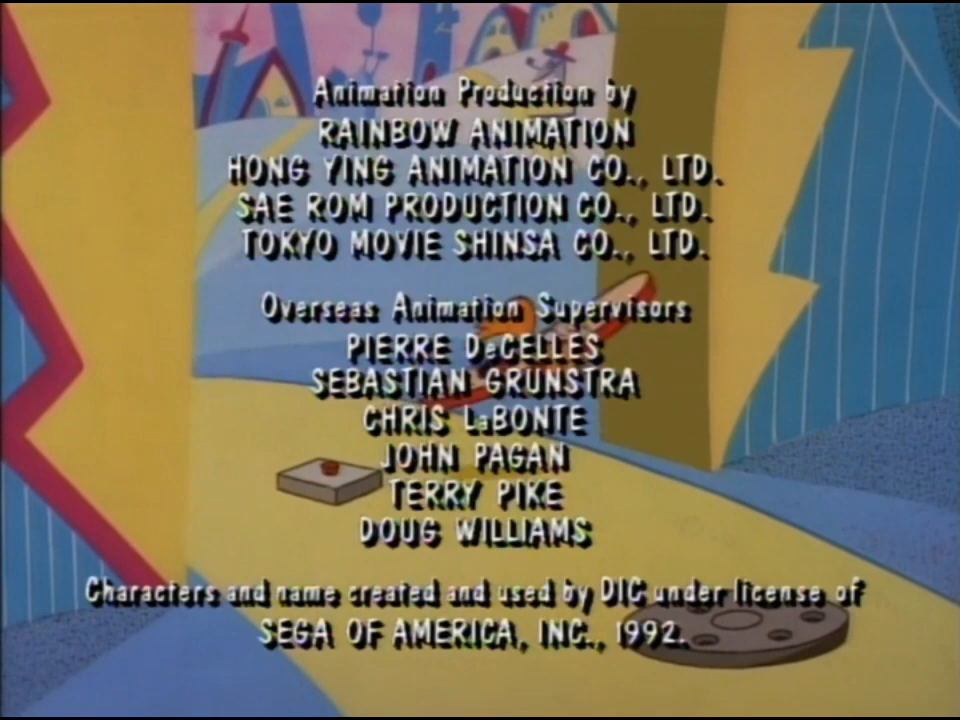 Animation Production by
RAINBOW ANIMATION
HONG YING ANIMATION CO., LTD.
SAE ROM PRODUCTION CO., LTD.
TOKYO MOVIE SHINSA CO., LTD.
Overseas Animation Supervisors
PIERRE DeCELLES
SEBASTIAN GRUNSTRA
CHRIS LaBONTE
JOHN PAGAN
TERRY PIKE
DOUG WILLIAMS
Characters and name created and used by DIC under license of
SEGA OF AMERICA, INC., 1992.